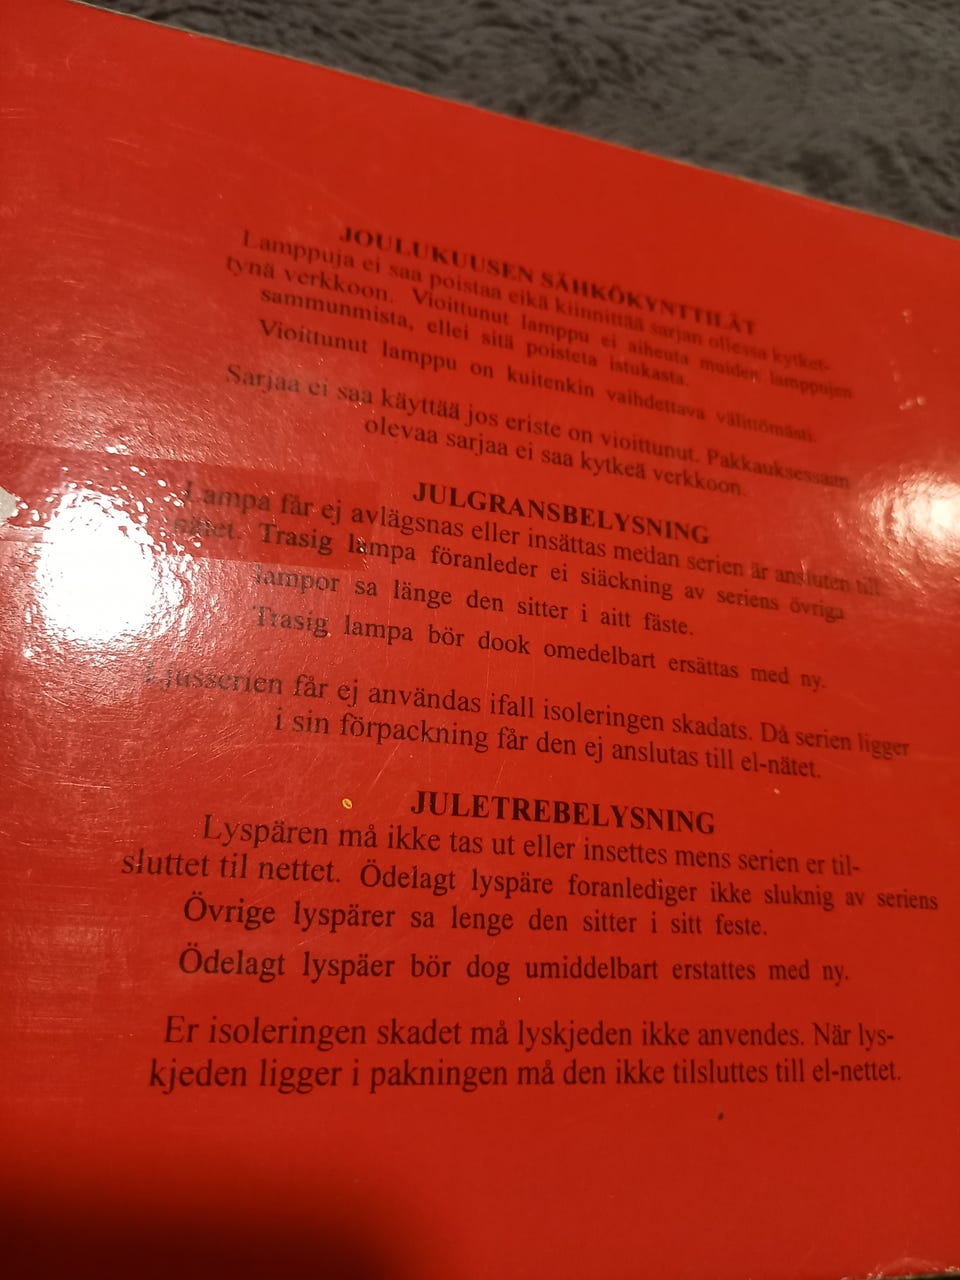 JOULUKUUSEN SÄHKÖKYNTTILÄT
Lamppuja ei saa poistaa eikä kiinnittää sarjan ollessa kytket-
tynä verkkoon. Vioittunut lamppu ei aiheuta muiden lamppujen
sammunmista, ellei sitä poisteta istukasta.
Vioittunut lamppu on kuitenkin vaihdettava välittömästi.
Sarjaa ei saa käyttää jos eriste on vioittunut. Pakkauksessaan
olevaa sarjaa ei saa kytkeä verkkoon.
JULGRANSBELYSNING
Lampa får ej avlägsnas eller insättas medan serien är ansluten till
nätet. Trasig lampa föranleder ei siäckning av seriens övriga
lampor sa länge den sitter i aitt fäste.
Trasig lampa bör dook omedelbart ersättas med ny.
Ljusserien får ej användas ifall isoleringen skadats. Då serien ligger
i sin förpackning får den ej anslutas till el-nätet.
JULETREBELYSNING
Lyspären må ikke tas ut eller insettes mens serien er til-
sluttet til nettet. Ödelagt lyspäre foranlediger ikke sluknig av seriens
Övrige lyspärer sa lenge den sitter i sitt feste.
Ödelagt lyspäer bör dog umiddelbart erstattes med ny.
Er isoleringen skadet må lyskjeden ikke anvendes. När lys-
kjeden ligger i pakningen må den ikke tilsluttes till el-nettet.